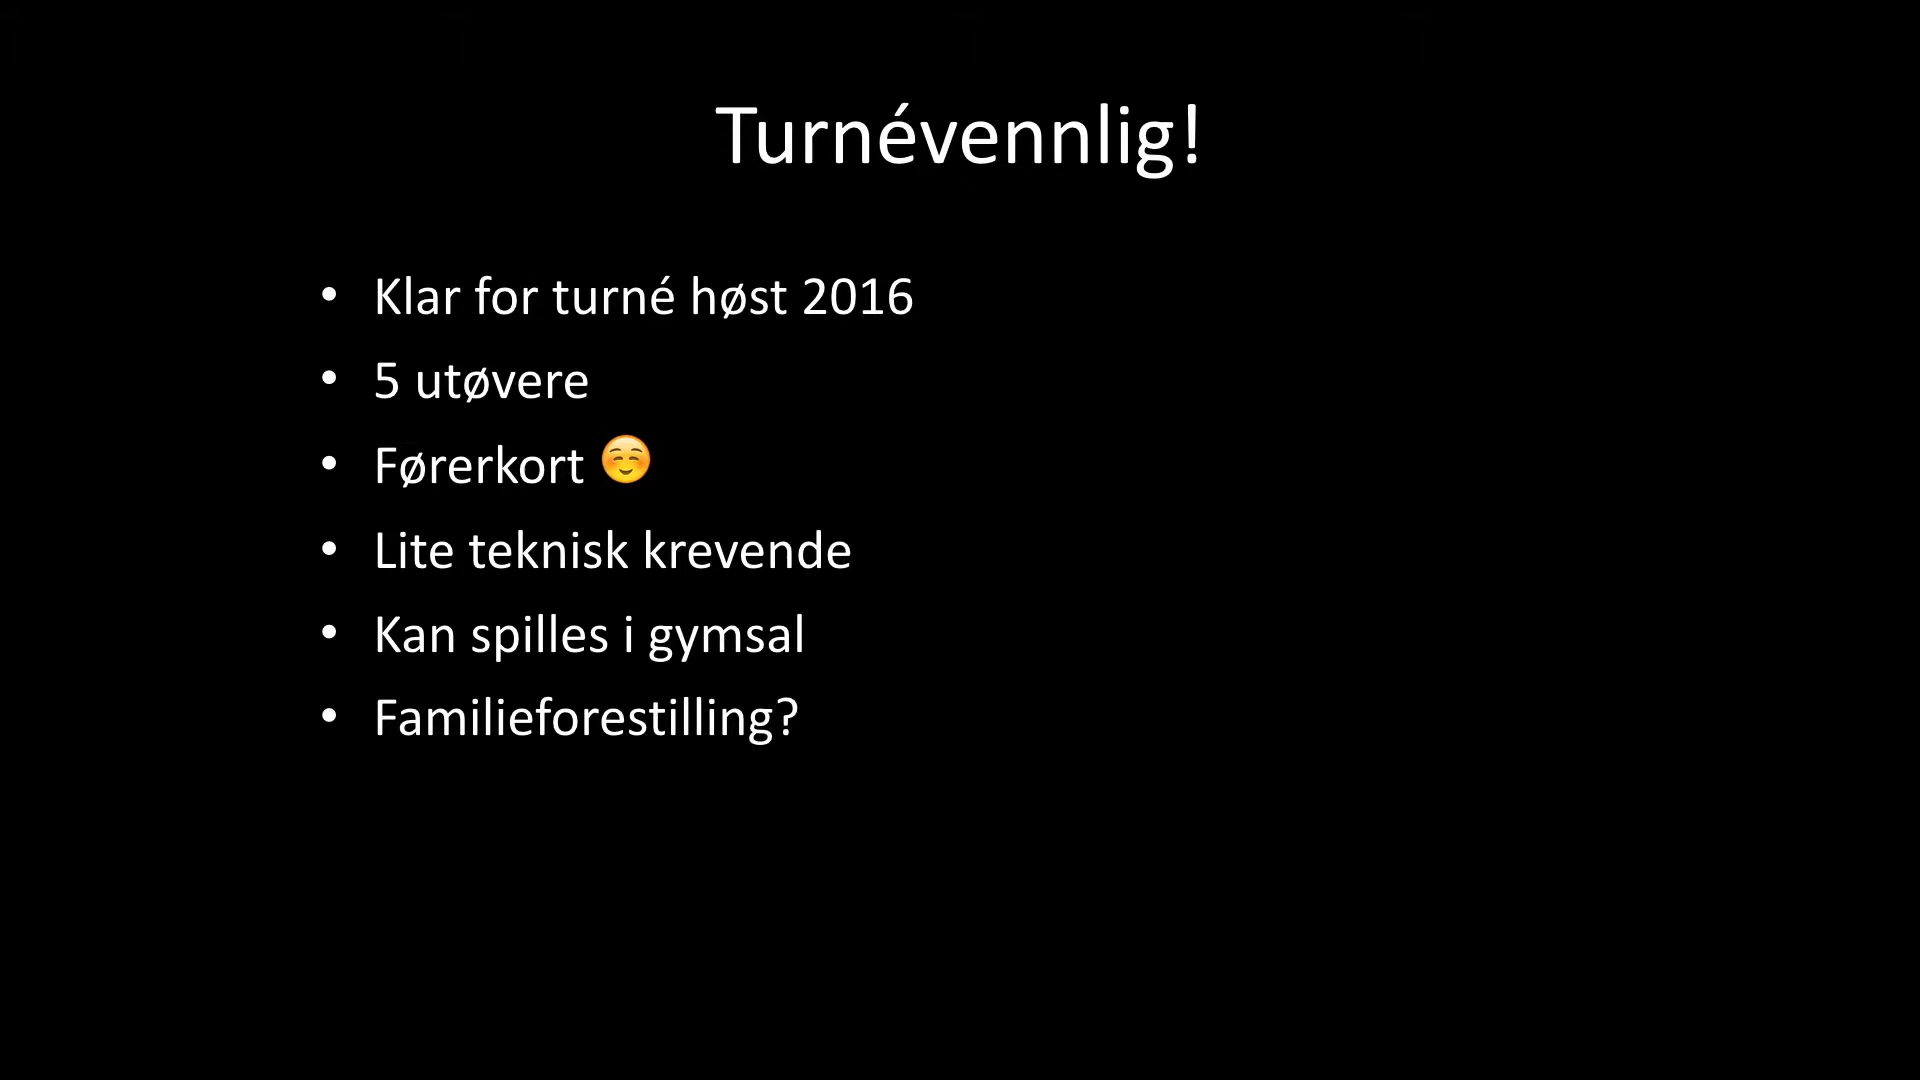 Turnévennlig!
• Klar for turné høst 2016
• 5 utøvere
• Førerkort ☺️
• Lite teknisk krevende
• Kan spilles i gymsal
• Familieforestilling?